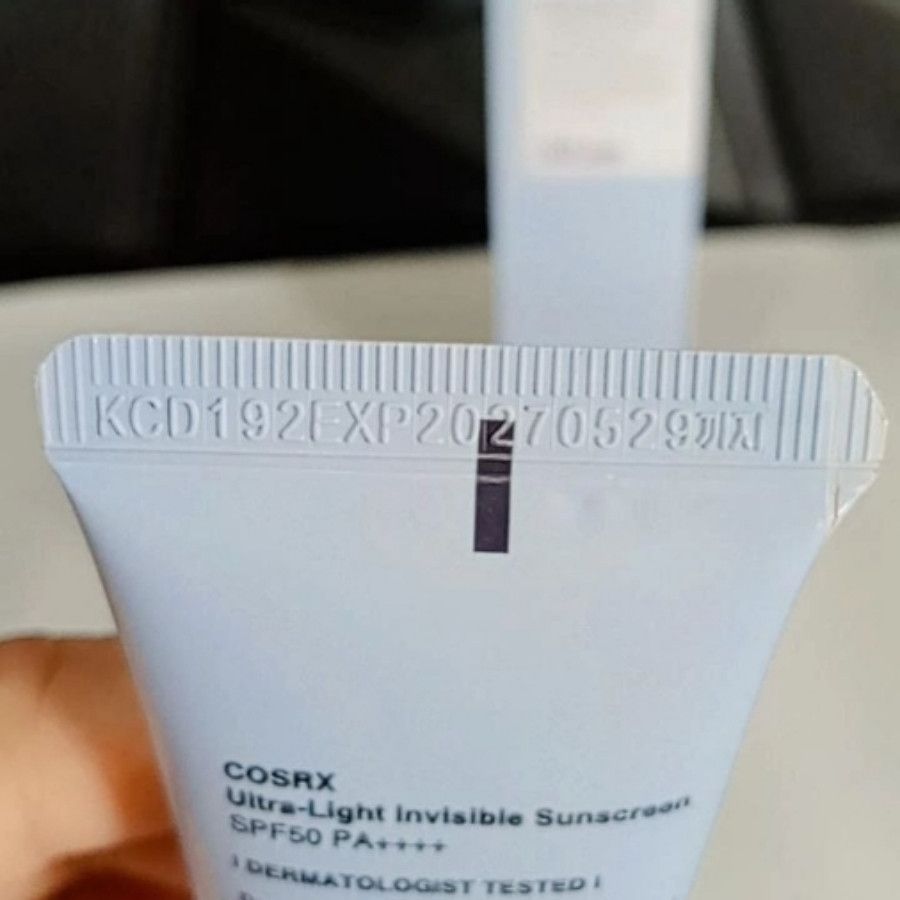 KCD192EXP20270529까지
COSRX
Ultra-Light Invisible Sunscreen
SPF50 PA++++
DERMATOLOGIST TESTED